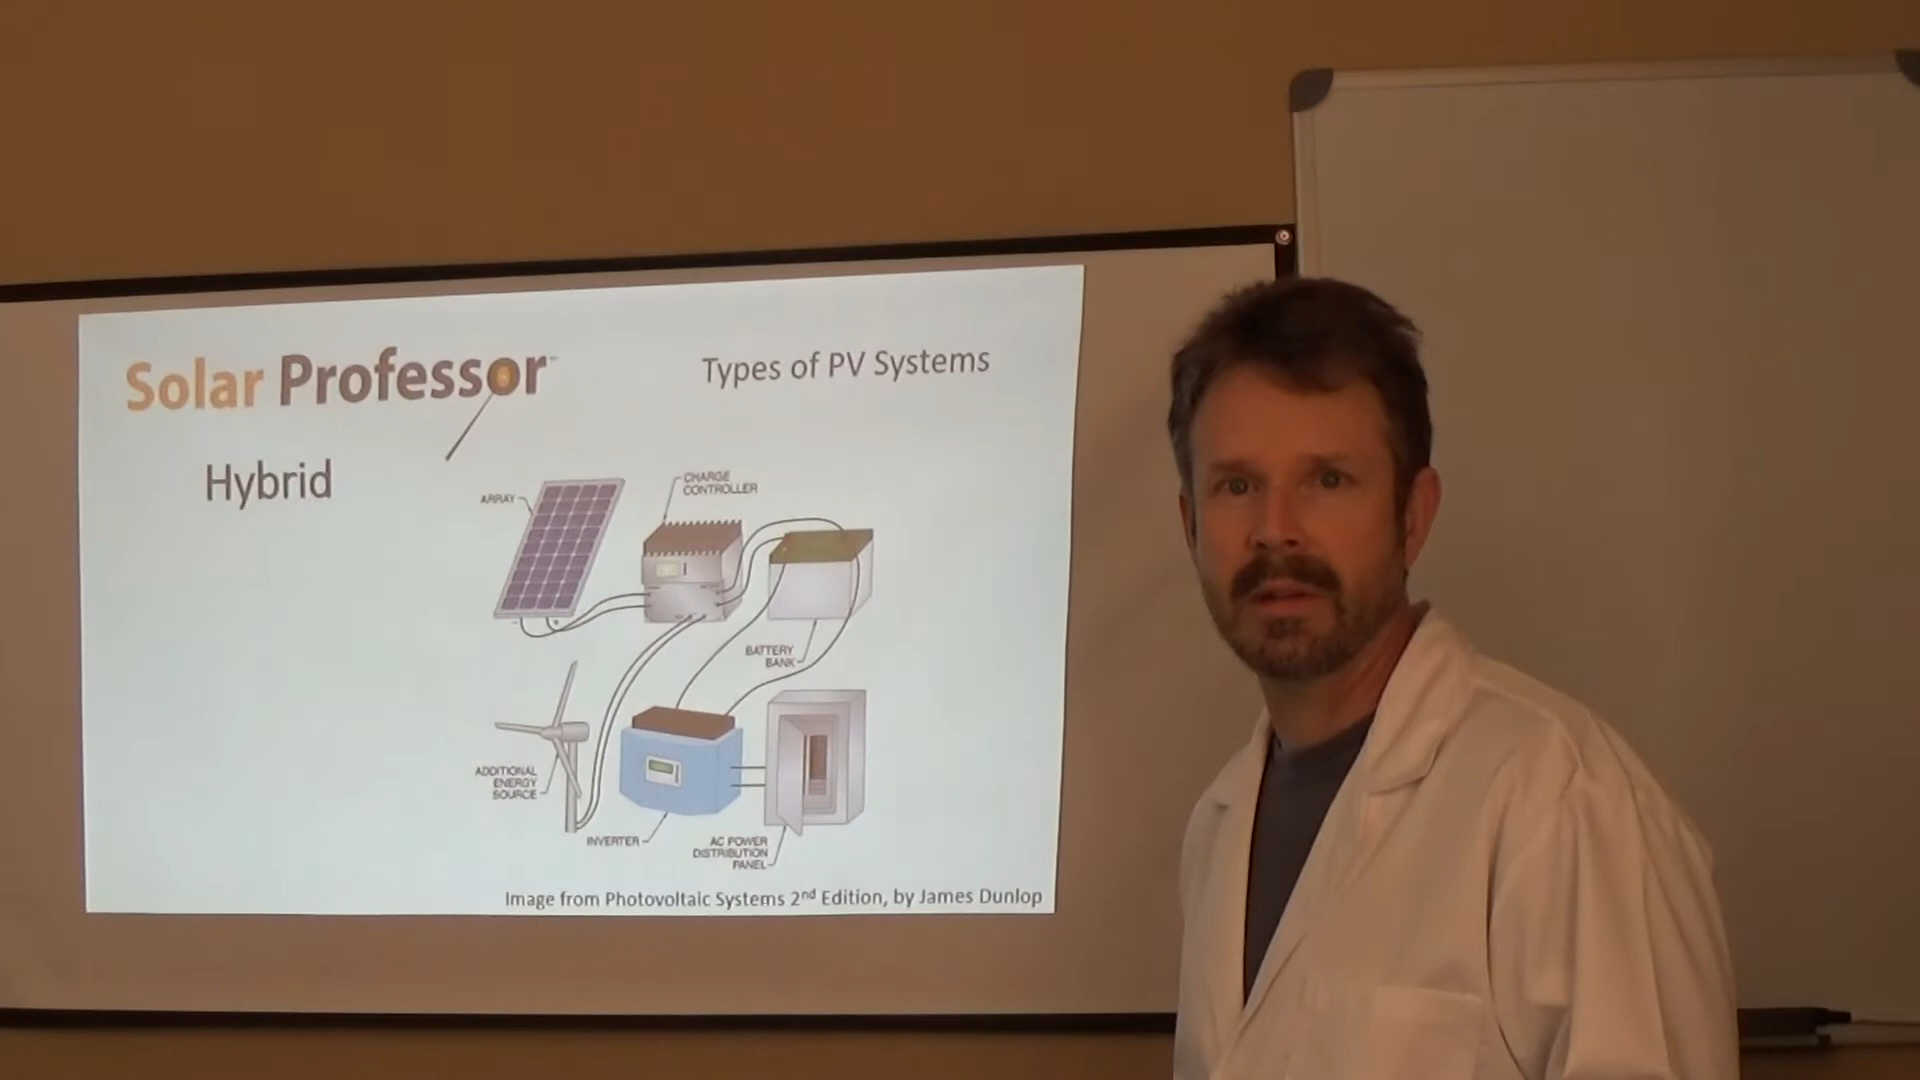 Solar Professor™
Types of PV Systems
Hybrid
ARRAY
CHARGE
CONTROLLER
BATTERY
BANK
ADDITIONAL
ENERGY
SOURCE
INVERTER
AC POWER
DISTRIBUTION
PANEL
Image from Photovoltaic Systems 2nd Edition, by James Dunlop